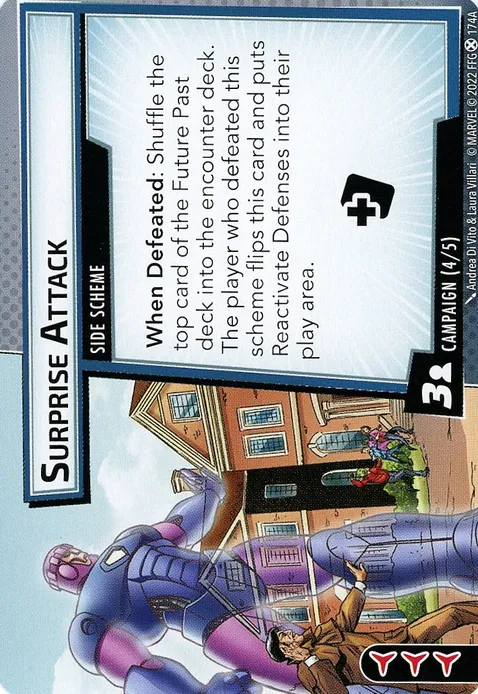 SURPRISE ATTACK
SIDE SCHEME
When Defeated: Shuffle the
top card of the Future Past
deck into the encounter deck.
The player who defeated this
scheme flips this card and puts
Reactivate Defenses into their
play area.
3
CAMPAIGN (4/5)
Andrea Di Vito & Laura Villari © MARVEL © 2022 FFG 174A